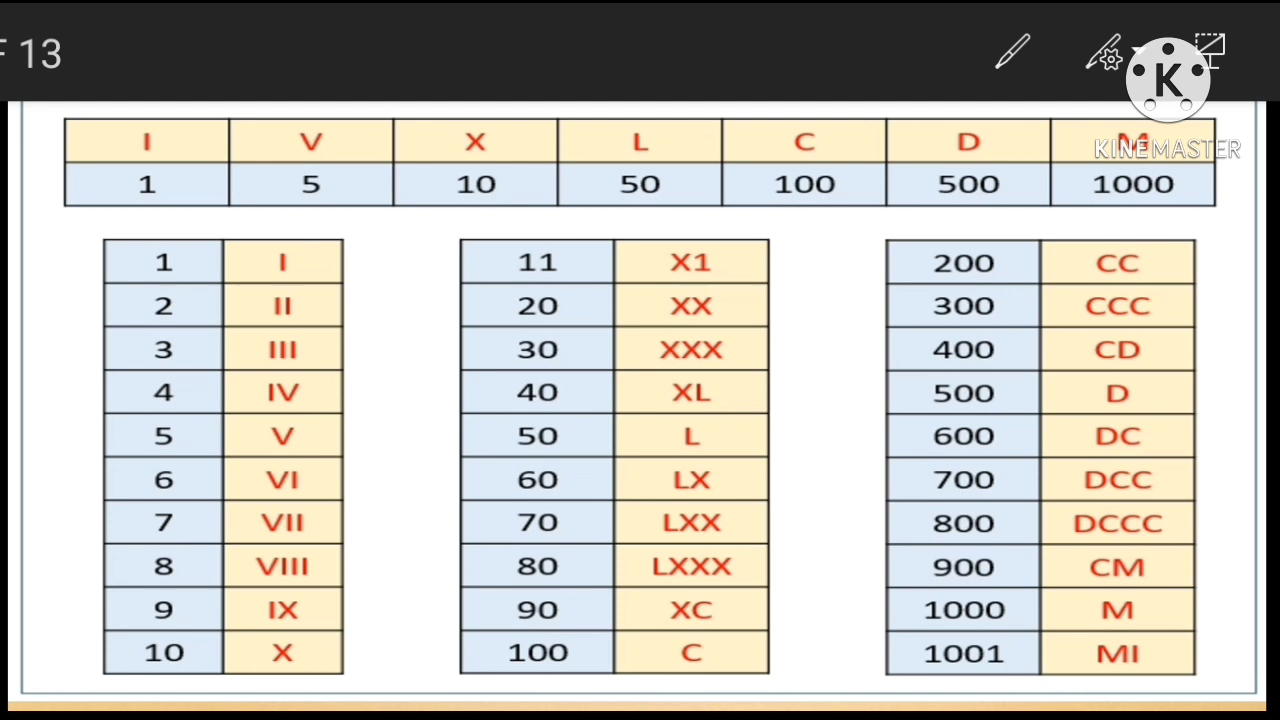 F 13
K
KINEMASTER
I V X L C D M
1 5 10 50 100 500 1000
1 I 11 X1 200 CC
2 II 20 XX 300 CCC
3 III 30 XXX 400 CD
4 IV 40 XL 500 D
5 V 50 L 600 DC
6 VI 60 LX 700 DCC
7 VII 70 LXX 800 DCCC
8 VIII 80 LXXX 900 CM
9 IX 90 XC 1000 M
10 X 100 C 1001 MI